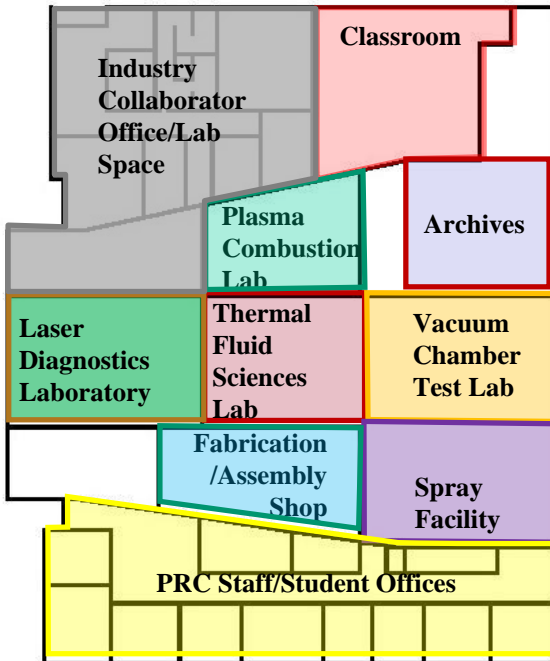 Industry
Collaborator
Office/Lab
Space
Classroom
Plasma
Combustion
Lab
Archives
Laser
Diagnostics
Laboratory
Thermal
Fluid
Sciences
Lab
Vacuum
Chamber
Test Lab
Fabrication
/Assembly
Shop
Spray
Facility
PRC Staff/Student Offices